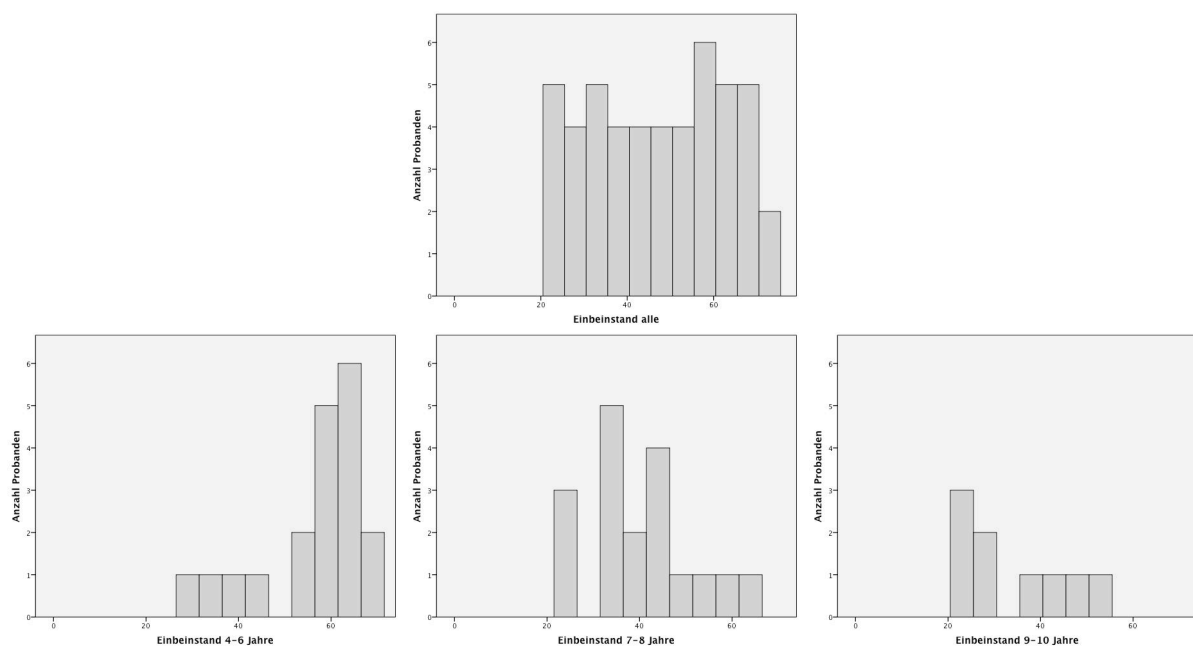 Anzahl Probanden
6
5
4
3
2
1
0
0 20 40 60
Einbeinstand alle
Anzahl Probanden
6
5
4
3
2
1
0
0 20 40 60
Einbeinstand 4-6 Jahre
Anzahl Probanden
6
5
4
3
2
1
0
0 20 40 60
Einbeinstand 7-8 Jahre
Anzahl Probanden
6
5
4
3
2
1
0
0 20 40 60
Einbeinstand 9-10 Jahre